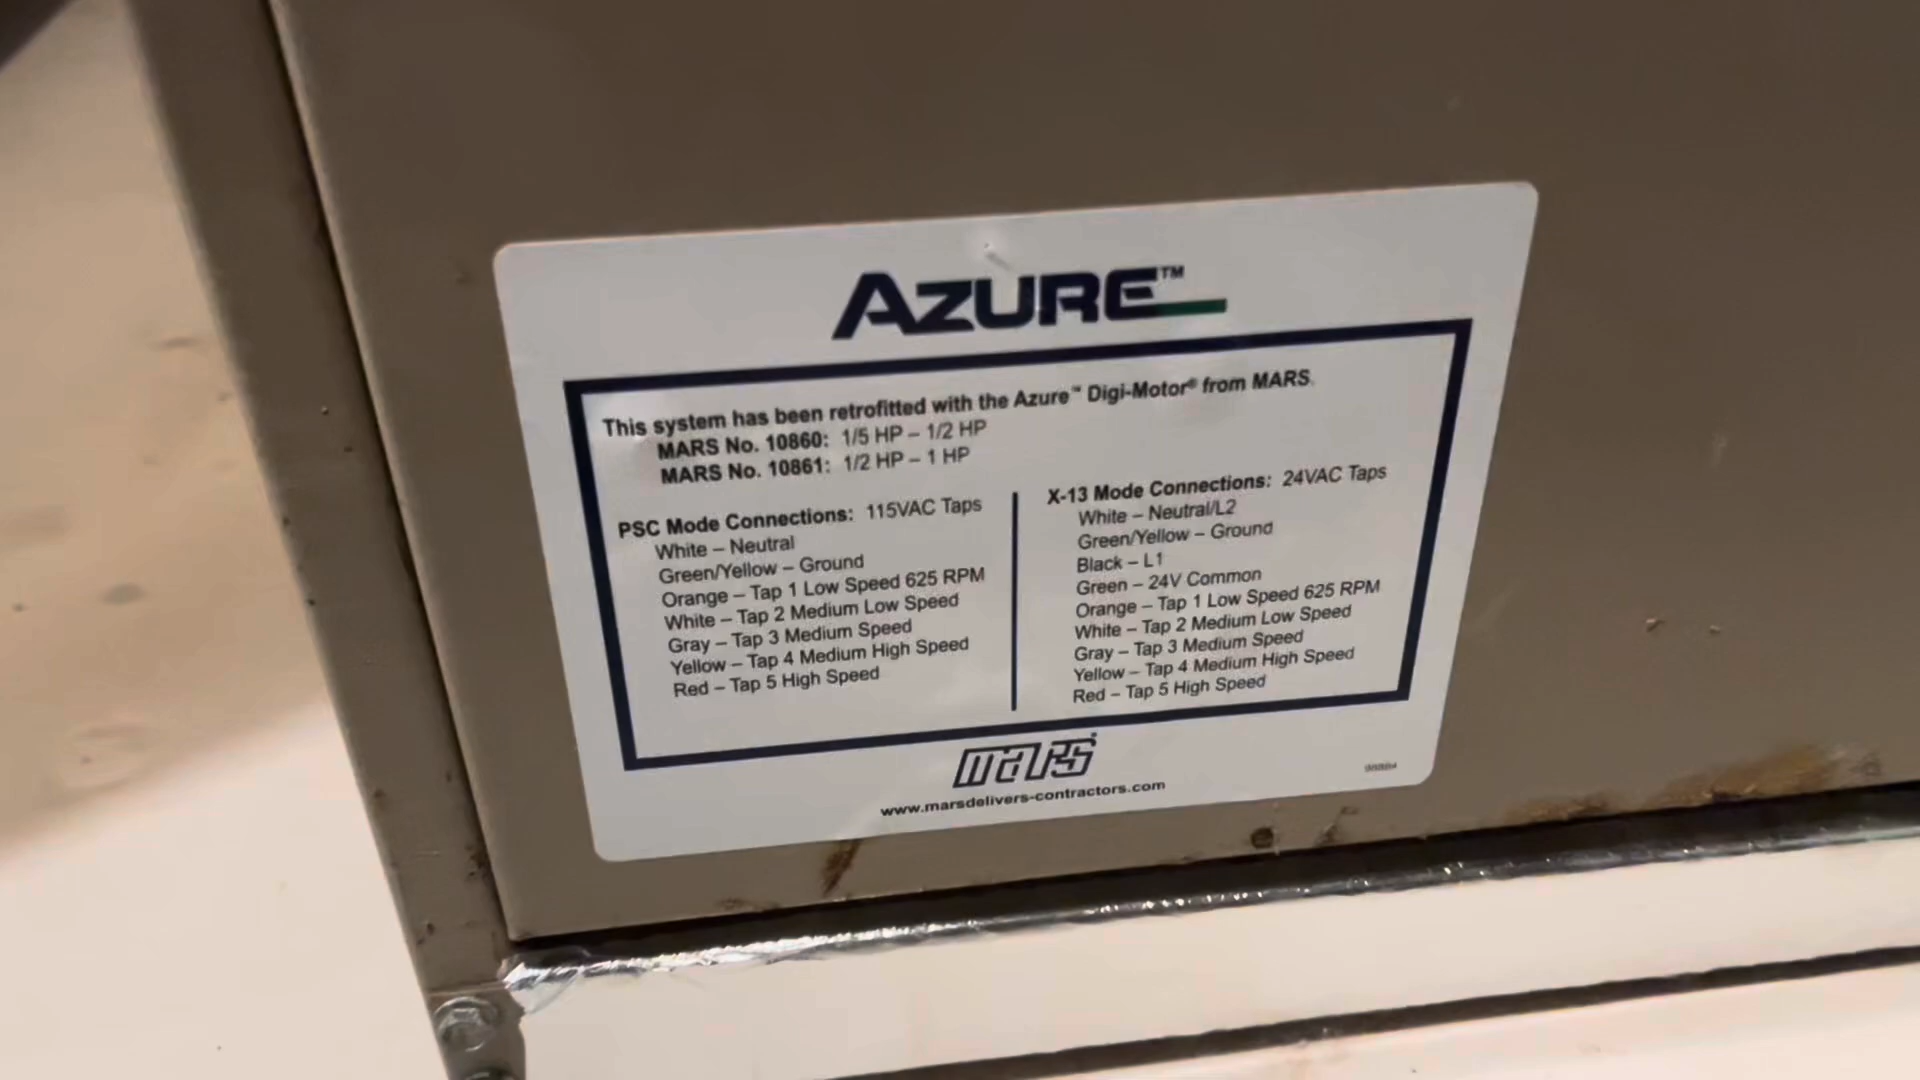 AZURE™
This system has been retrofitted with the Azure™ Digi-Motor® from MARS.
MARS No. 10860: 1/5 HP – 1/2 HP
MARS No. 10861: 1/2 HP – 1 HP
PSC Mode Connections: 115VAC Taps
White – Neutral
Green/Yellow – Ground
Orange – Tap 1 Low Speed 625 RPM
White – Tap 2 Medium Low Speed
Gray – Tap 3 Medium Speed
Yellow – Tap 4 Medium High Speed
Red – Tap 5 High Speed
X-13 Mode Connections: 24VAC Taps
White – Neutral/L2
Green/Yellow – Ground
Black – L1
Green – 24V Common
Orange – Tap 1 Low Speed 625 RPM
White – Tap 2 Medium Low Speed
Gray – Tap 3 Medium Speed
Yellow – Tap 4 Medium High Speed
Red – Tap 5 High Speed
mars
www.marsdelivers-contractors.com